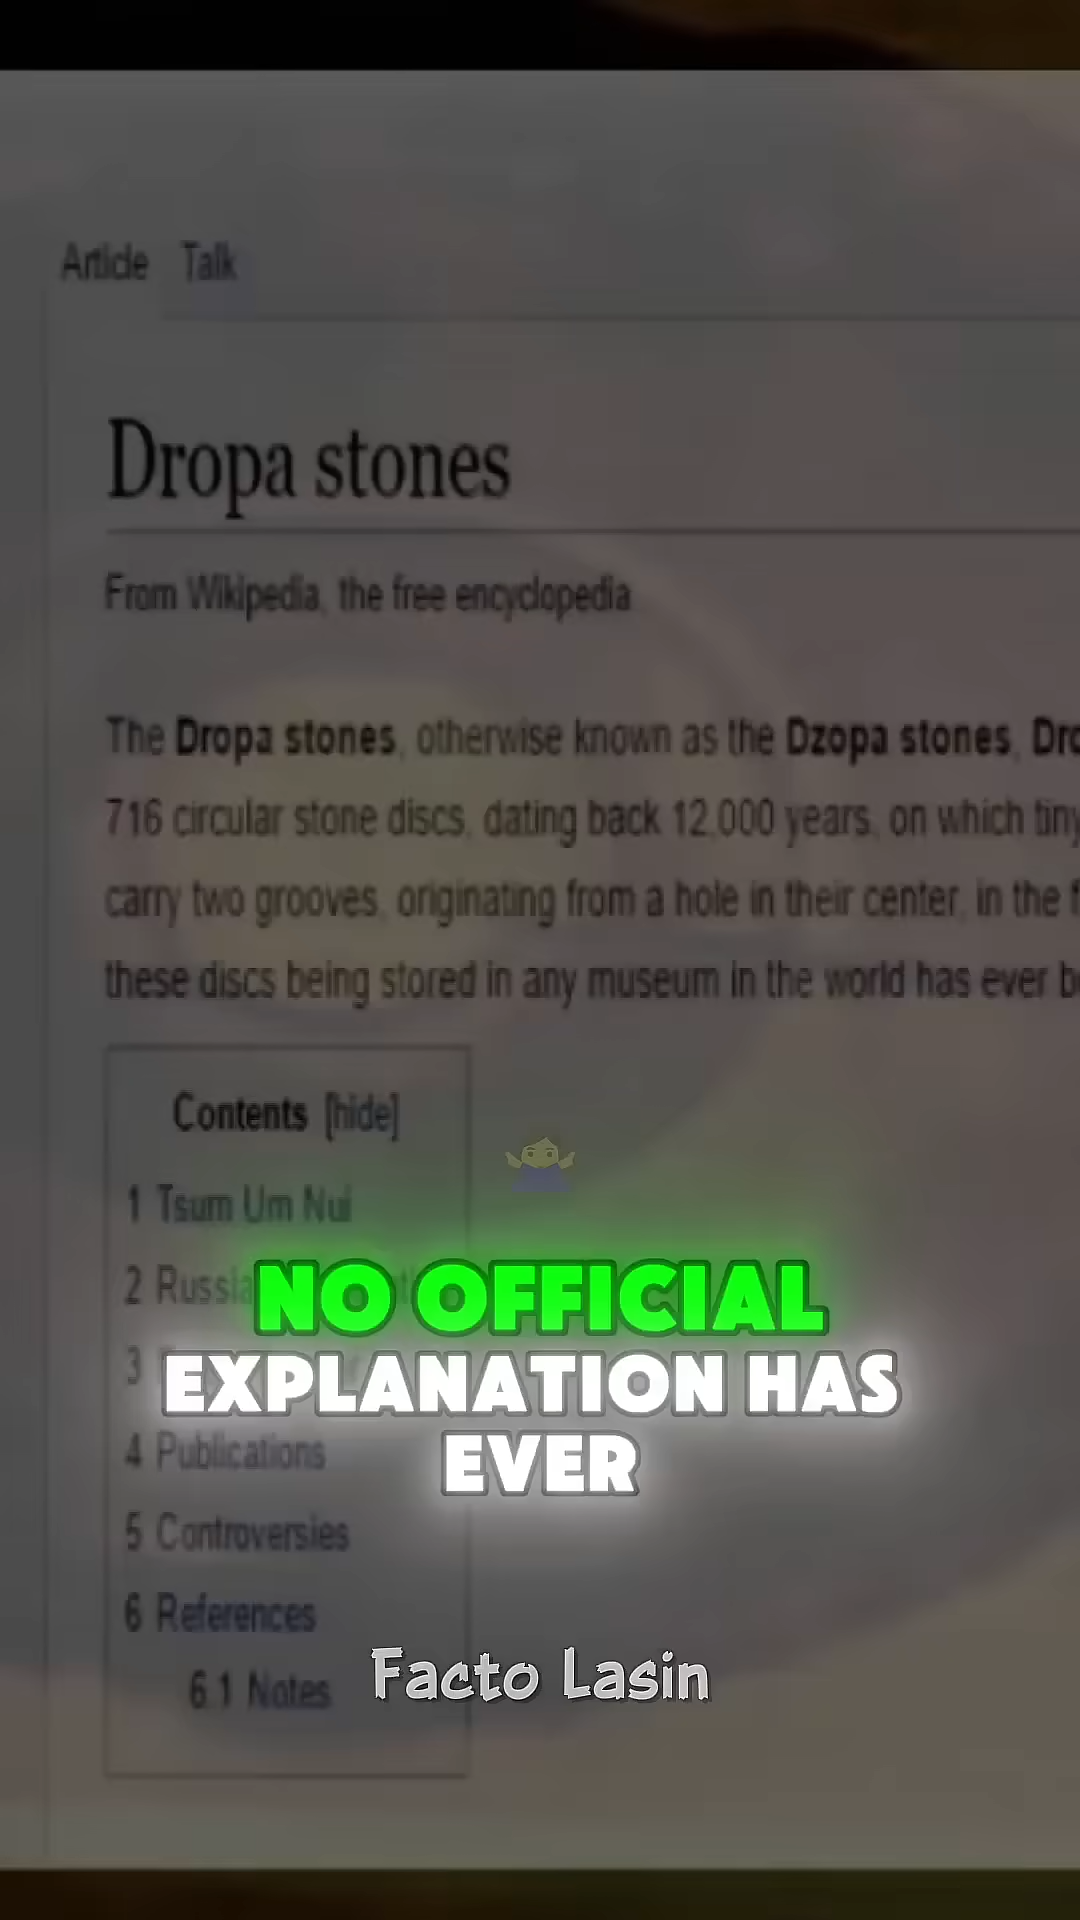 Article Talk
Dropa stones
From Wikipedia, the free encyclopedia
The Dropa stones, otherwise known as the Dzopa stones,
716 circular stone discs, dating back 12,000 years, on which tiny
carry two grooves, originating from a hole in their center, in the
these discs being stored in any museum in the world has ever
Contents [hide]
1 Tsum Um Nui
2
NO OFFICIAL
3
EXPLANATION HAS
4 Publications
EVER
5 Controversies
6 References
6.1 Notes
Facto Lasin